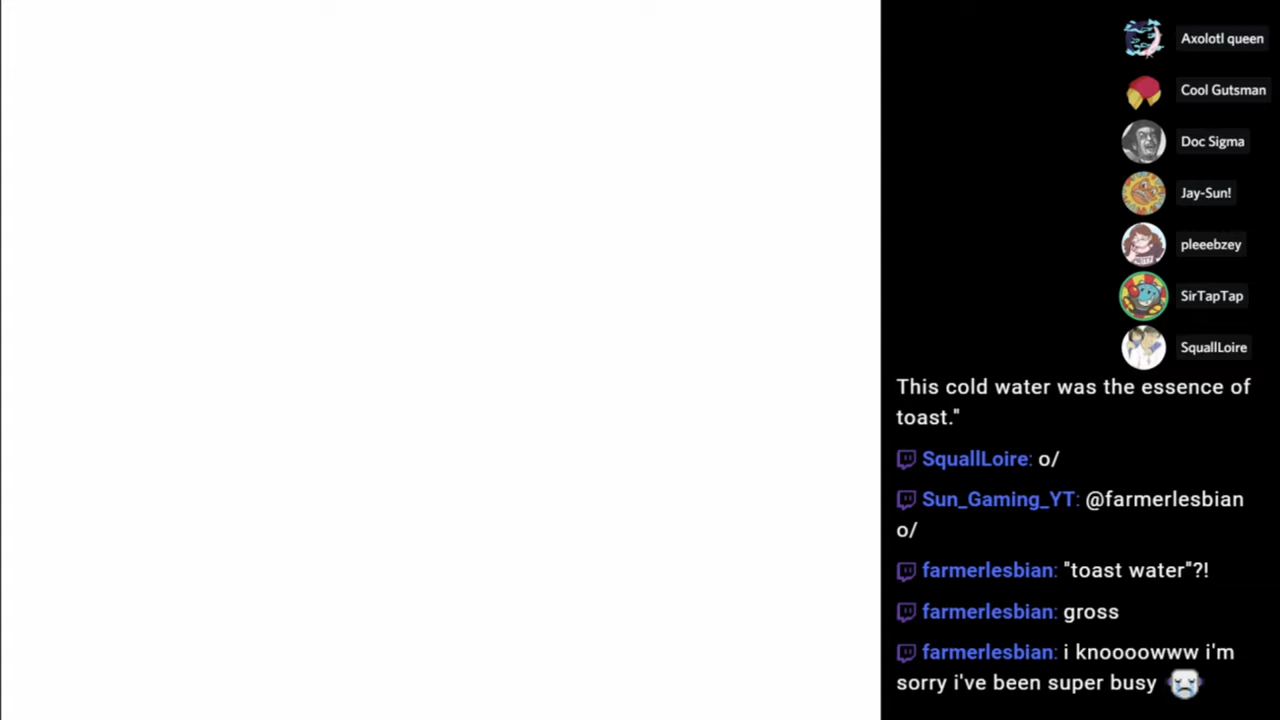 Axolotl queen
Cool Gutsman
Doc Sigma
Jay-Sun!
pleeebzey
SirTapTap
SquallLoire
This cold water was the essence of
toast."
SquallLoire: o/
Sun_Gaming_YT: @farmerlesbian
o/
farmerlesbian: "toast water"?!
farmerlesbian: gross
farmerlesbian: i knoooowww i'm
sorry i've been super busy